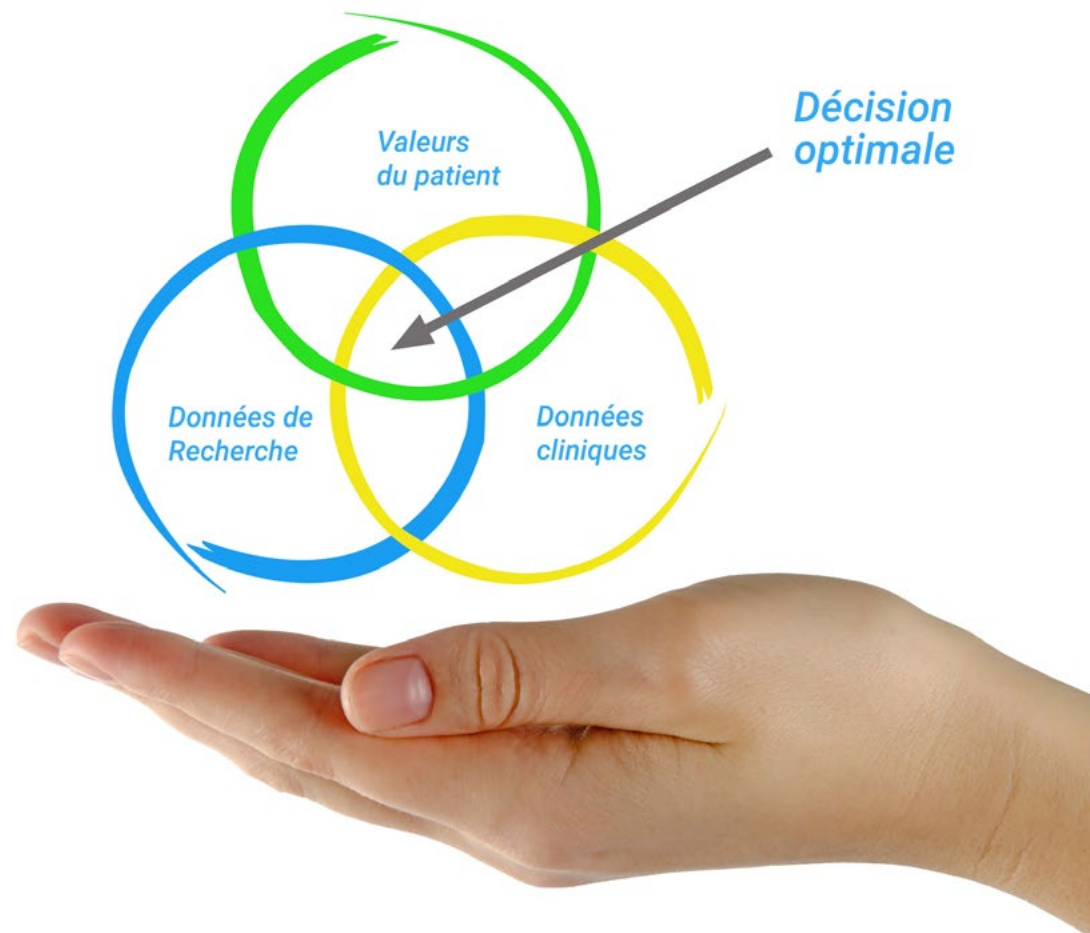 Valeurs
du patient
Décision
optimale
Données de
Recherche
Données
cliniques